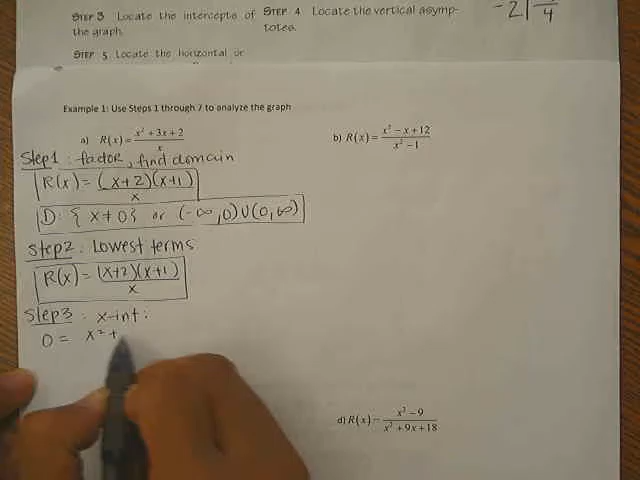 STEP 3 Locate the intercepts of the graph.
STEP 4 Locate the vertical asymptotes.
STEP 5 Locate the horizontal or
-2 | 1/4
Example 1: Use Steps 1 through 7 to analyze the graph
a) R(x) = (x² + 3x + 2)/x
b) R(x) = (x² − x + 12)/(x² − 1)
Step1 : factor, find domain
R(x) = (x+2)(x+1)/x
D: { x ≠ 0 } or (-∞,0)∪(0,∞)
Step2 : Lowest terms
R(x) = (x+2)(x+1)/x
Step3 : x-int:
0 = x² +
d) R(x) = (x² − 9)/(x² + 9x + 18)